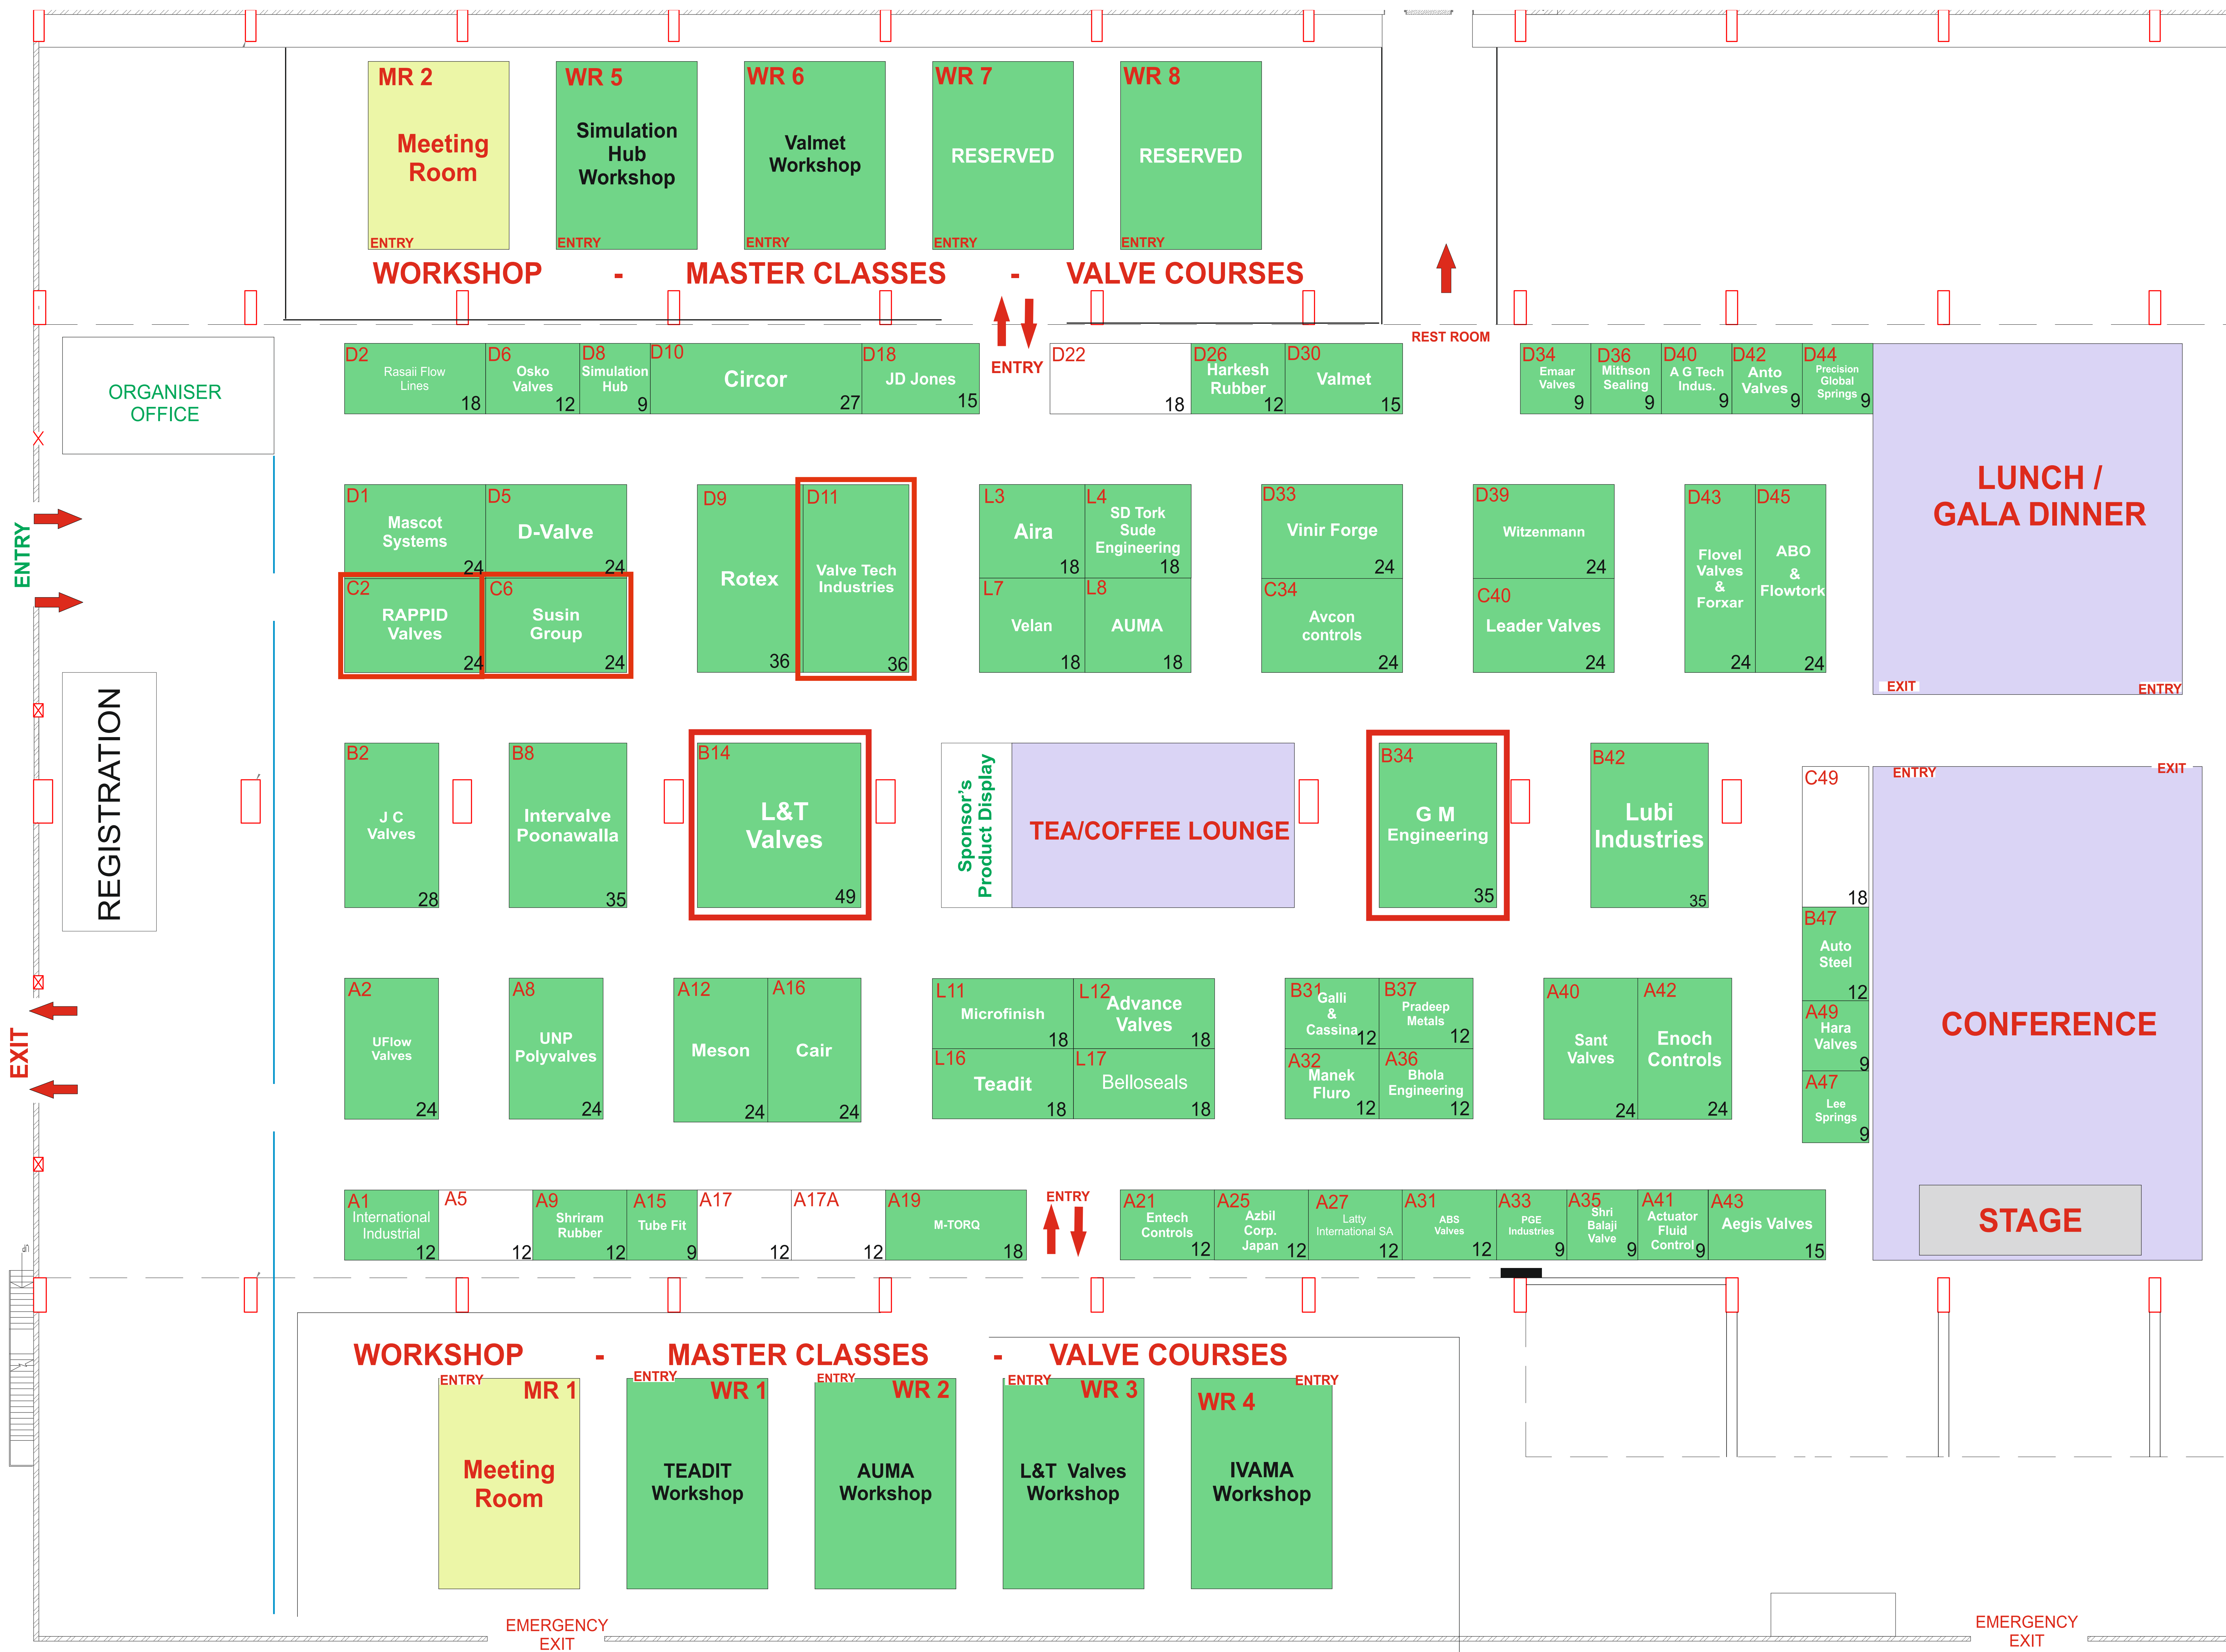 MR 2
Meeting
Room
ENTRY
WR 5
Simulation
Hub
Workshop
ENTRY
WR 6
Valmet
Workshop
ENTRY
WR 7
RESERVED
ENTRY
WR 8
RESERVED
ENTRY
WORKSHOP - MASTER CLASSES - VALVE COURSES
ENTRY
REST ROOM
ORGANISER
OFFICE
D2
Rasaii Flow
Lines
18
D6
Osko
Valves
12
D8
Simulation
Hub
9
D10
Circor
27
D18
JD Jones
15
D22
18
D26
Harkesh
Rubber
12
D30
Valmet
15
D34
Emaar
Valves
9
D36
Mithson
Sealing
9
D40
A G Tech
Indus.
9
D42
Anto
Valves
9
D44
Precision
Global
Springs
9
LUNCH /
GALA DINNER
EXIT
ENTRY
ENTRY
D1
Mascot
Systems
24
D5
D-Valve
24
C2
RAPPID
Valves
24
C6
Susin
Group
24
D9
Rotex
36
D11
Valve Tech
Industries
36
L3
Aira
18
L4
SD Tork
Sude
Engineering
18
L7
Velan
18
L8
AUMA
18
D33
Vinir Forge
24
C34
Avcon
controls
24
D39
Witzenmann
24
C40
Leader Valves
24
D43
Flovel
Valves
&
Forxar
24
D45
ABO
&
Flowtork
24
REGISTRATION
B2
J C
Valves
28
B8
Intervalve
Poonawalla
35
B14
L&T
Valves
49
Sponsor's
Product Display
TEA/COFFEE LOUNGE
B34
G M
Engineering
35
B42
Lubi
Industries
35
C49
18
B47
Auto
Steel
12
A49
Hara
Valves
9
A47
Lee
Springs
9
ENTRY
EXIT
CONFERENCE
STAGE
EXIT
A2
UFlow
Valves
24
A8
UNP
Polyvalves
24
A12
Meson
24
A16
Cair
24
L11
Microfinish
18
L12
Advance
Valves
18
L16
Teadit
18
L17
Belloseals
18
B31
Galli
&
Cassina
12
B37
Pradeep
Metals
12
A32
Manek
Fluro
12
A36
Bhola
Engineering
12
A40
Sant
Valves
24
A42
Enoch
Controls
24
A1
International
Industrial
12
A5
12
A9
Shriram
Rubber
12
A15
Tube Fit
9
A17
12
A17A
12
A19
M-TORQ
18
ENTRY
A21
Entech
Controls
12
A25
Azbil
Corp.
Japan
12
A27
Latty
International SA
12
A31
ABS
Valves
12
A33
PGE
Industries
9
A35
Shri
Balaji
Valve
9
A41
Actuator
Fluid
Control
9
A43
Aegis Valves
15
WORKSHOP - MASTER CLASSES - VALVE COURSES
ENTRY
MR 1
Meeting
Room
ENTRY
WR 1
TEADIT
Workshop
ENTRY
WR 2
AUMA
Workshop
ENTRY
WR 3
L&T Valves
Workshop
ENTRY
WR 4
IVAMA
Workshop
EMERGENCY
EXIT
EMERGENCY
EXIT